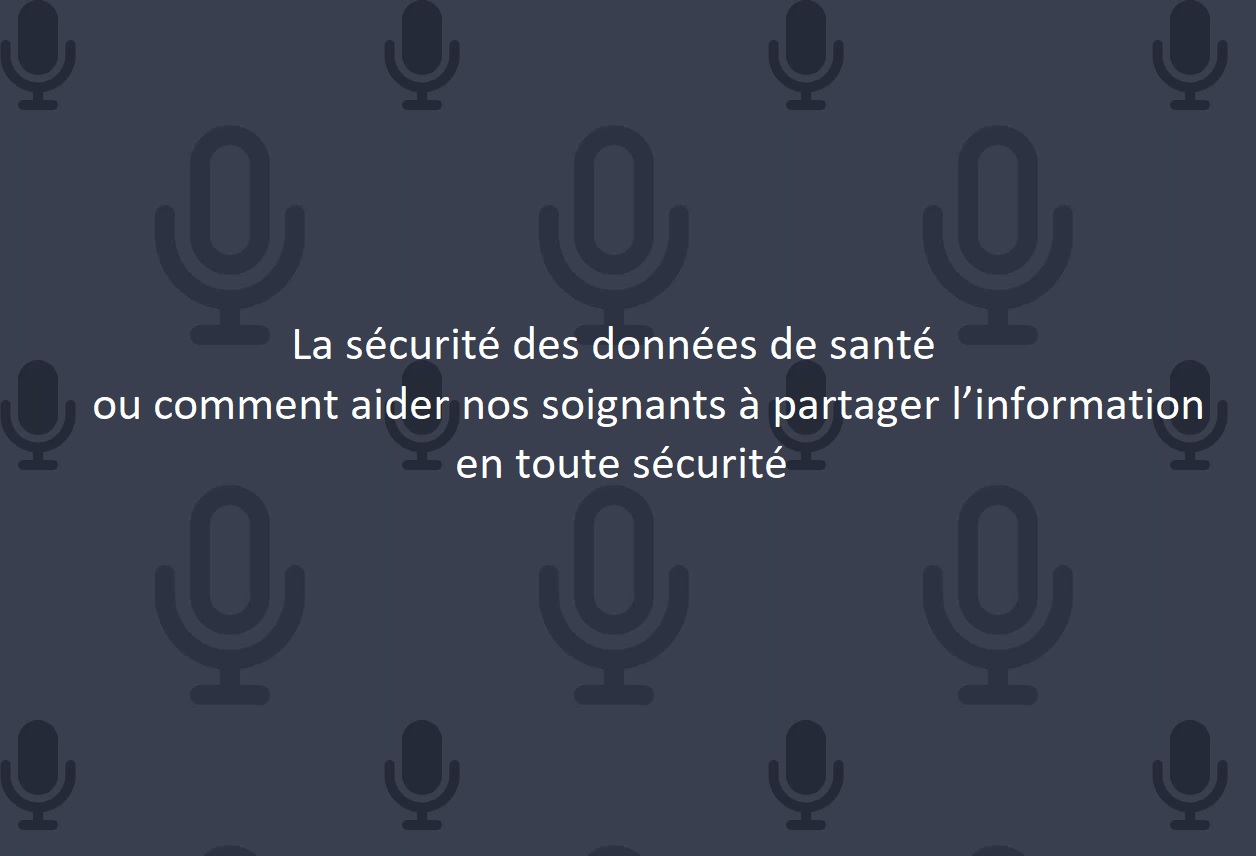 La sécurité des données de santé
ou comment aider nos soignants à partager l’information
en toute sécurité